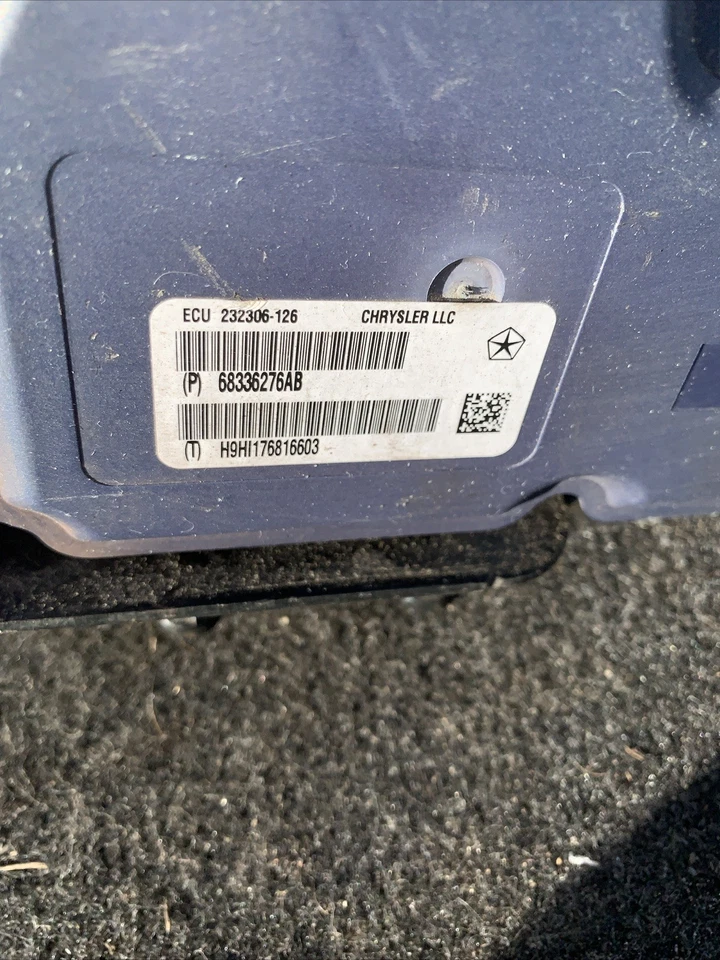 ECU 232306-126 CHRYSLER LLC
(P) 68336276AB
(T) H9HI176816603